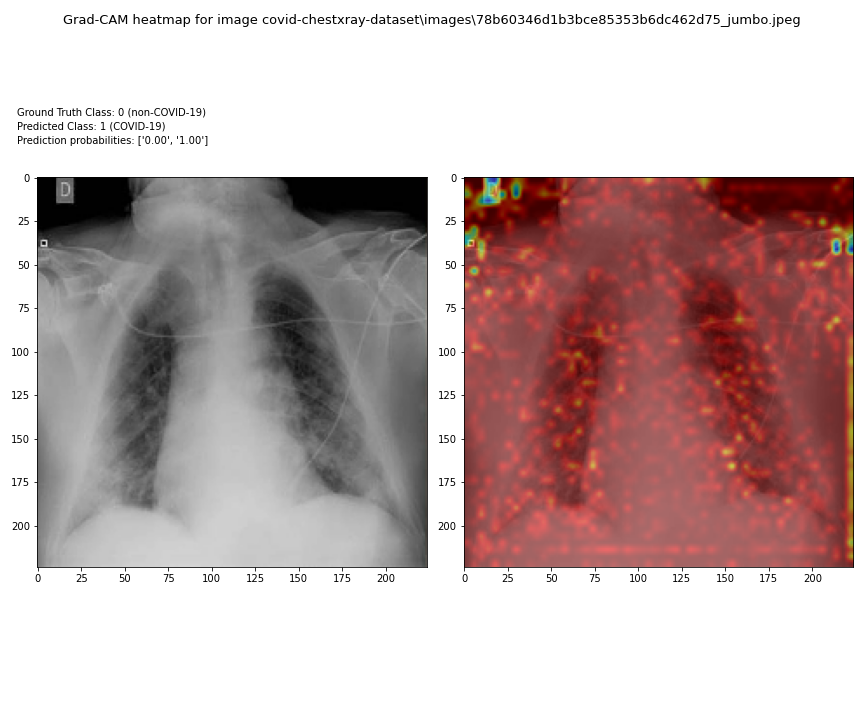 Grad-CAM heatmap for image covid-chestxray-dataset\images\78b60346d1b3bce85353b6dc462d75_jumbo.jpeg
Ground Truth Class: 0 (non-COVID-19)
Predicted Class: 1 (COVID-19)
Prediction probabilities: ['0.00', '1.00']
D
0
25
50
75
100
125
150
175
200
0 25 50 75 100 125 150 175 200
0
25
50
75
100
125
150
175
200
0 25 50 75 100 125 150 175 200